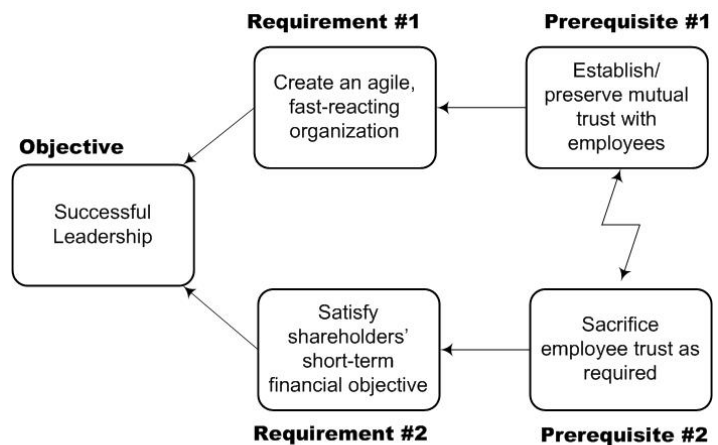 Requirement #1
Create an agile,
fast-reacting
organization
Prerequisite #1
Establish/
preserve mutual
trust with
employees
Objective
Successful
Leadership
Satisfy
shareholders'
short-term
financial objective
Requirement #2
Sacrifice
employee trust as
required
Prerequisite #2